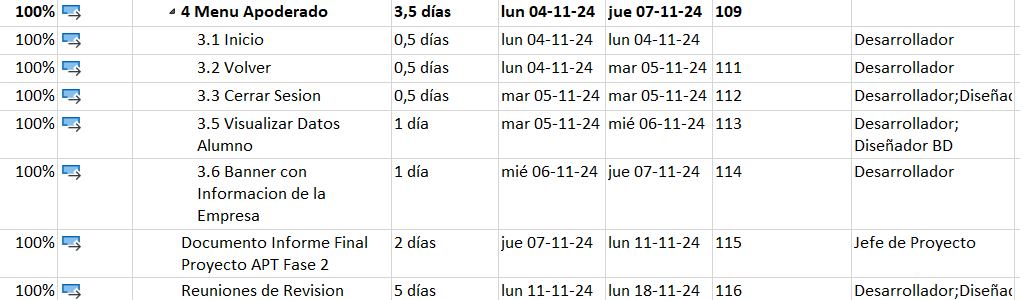 100% 4 Menu Apoderado 3,5 días lun 04-11-24 jue 07-11-24 109
100% 3.1 Inicio 0,5 días lun 04-11-24 lun 04-11-24 Desarrollador
100% 3.2 Volver 0,5 días lun 04-11-24 mar 05-11-24 111 Desarrollador
100% 3.3 Cerrar Sesion 0,5 días mar 05-11-24 mar 05-11-24 112 Desarrollador;Diseñad
100% 3.5 Visualizar Datos 1 día mar 05-11-24 mié 06-11-24 113 Desarrollador;
Alumno Diseñador BD
100% 3.6 Banner con 1 día mié 06-11-24 jue 07-11-24 114 Desarrollador
Informacion de la
Empresa
100% Documento Informe Final 2 días jue 07-11-24 lun 11-11-24 115 Jefe de Proyecto
Proyecto APT Fase 2
100% Reuniones de Revision 5 días lun 11-11-24 lun 18-11-24 116 Desarrollador;Diseñad